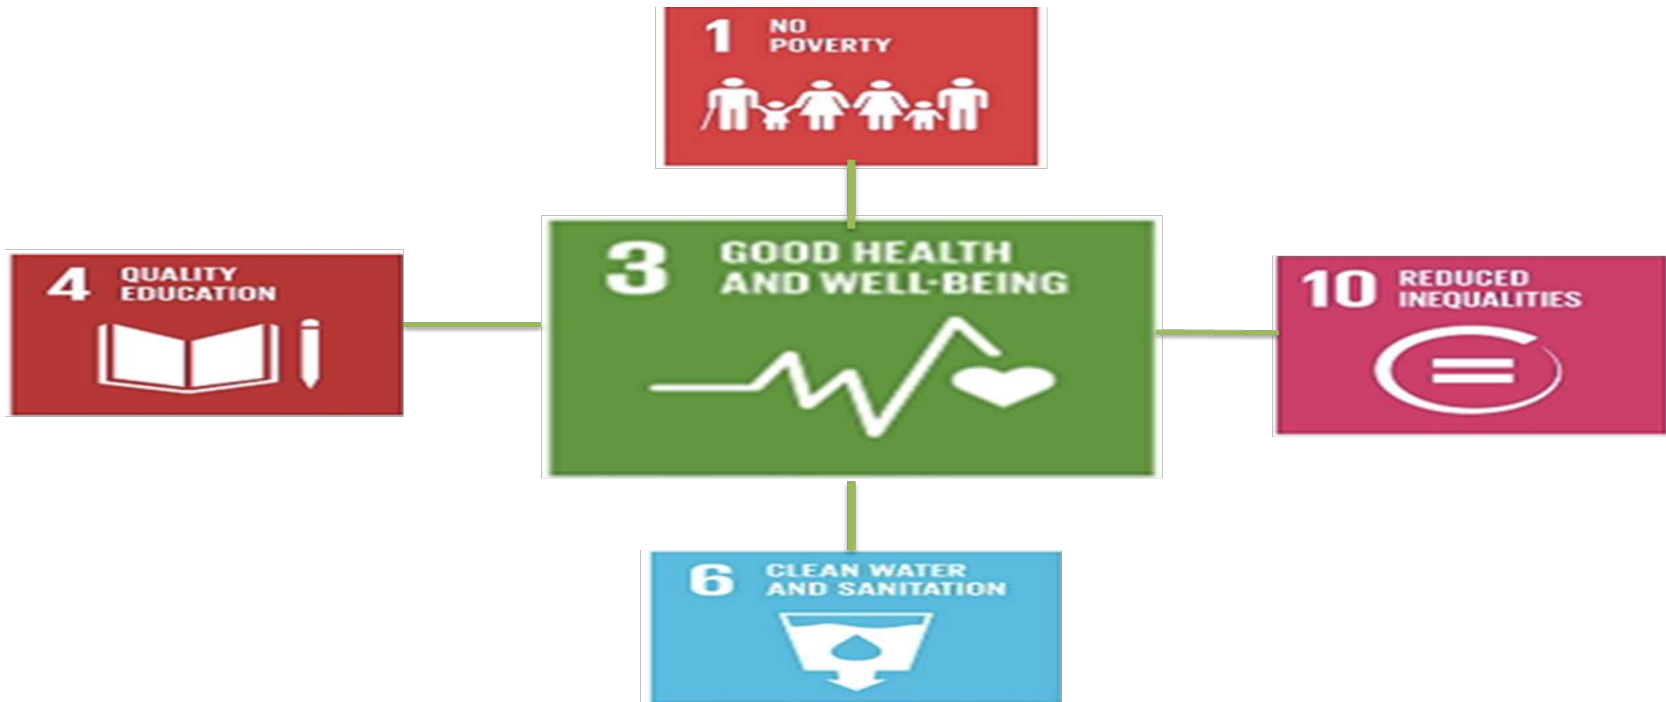 1 NO
POVERTY
4 QUALITY
EDUCATION
3 GOOD HEALTH
AND WELL-BEING
10 REDUCED
INEQUALITIES
6 CLEAN WATER
AND SANITATION